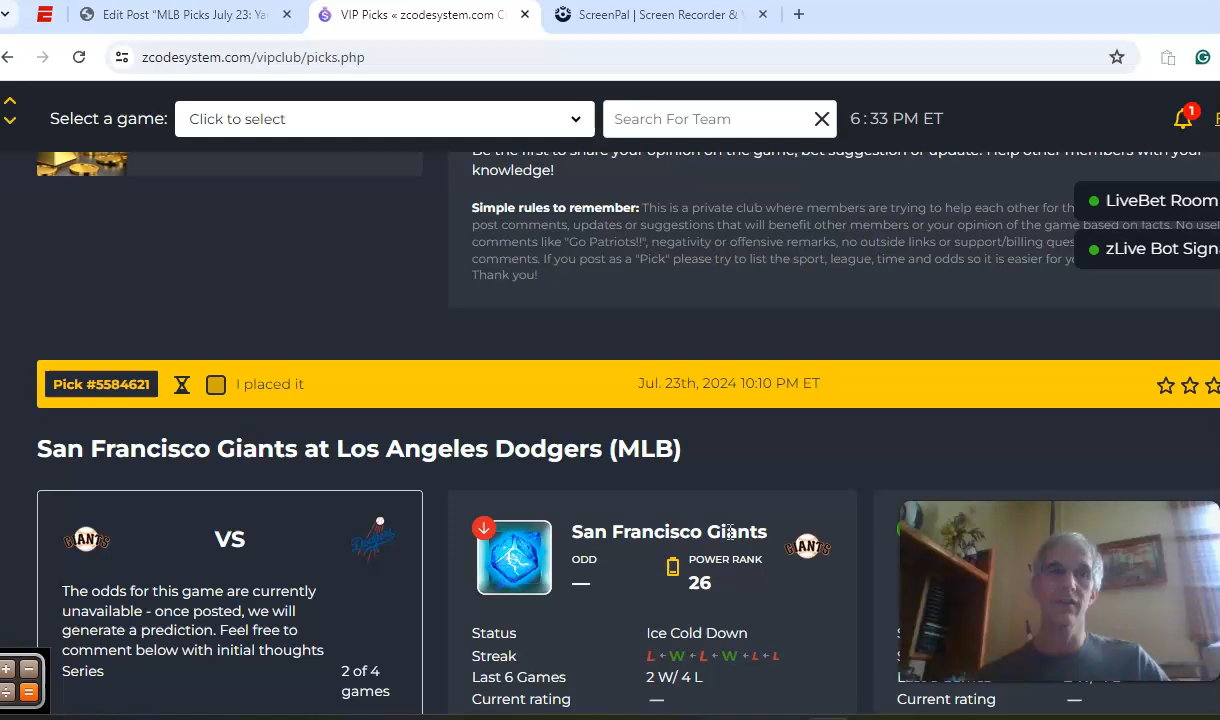 Edit Post "MLB Picks July 23: Ya
VIP Picks « zcodesystem.com C
ScreenPal | Screen Recorder &
zcodesystem.com/vipclub/picks.php
Select a game:
Click to select
Search For Team
6:33 PM ET
1
knowledge!
LiveBet Room
Simple rules to remember: This is a private club where members are trying to help each other for th
post comments, updates or suggestions that will benefit other members or your opinion of the game based on facts. No usel
comments like "Go Patriots!!", negativity or offensive remarks, no outside links or support/billing ques
zLive Bot Signa
comments. If you post as a "Pick" please try to list the sport, league, time and odds so it is easier for yo
Thank you!
Pick #5584621
I placed it
Jul. 23th, 2024 10:10 PM ET
San Francisco Giants at Los Angeles Dodgers (MLB)
GIANTS
VS
Dodgers
San Francisco Giants
GIANTS
ODD
—
POWER RANK
26
The odds for this game are currently
unavailable - once posted, we will
generate a prediction. Feel free to
comment below with initial thoughts
Series
2 of 4
games
Status
Ice Cold Down
Streak
L W L W L L
Last 6 Games
2 W/ 4 L
Current rating
—
Current rating
—